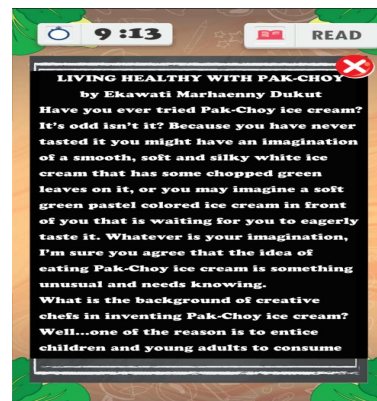 9:13
READ
LIVING HEALTHY WITH PAK-CHOY
by Ekawati Marhaenny Dukut
Have you ever tried Pak-Choy ice cream?
It's odd isn't it? Because you have never
tasted it you might have an imagination
of a smooth, soft and silky white ice
cream that has some chopped green
leaves on it, or you may imagine a soft
green pastel colored ice cream in front
of you that is waiting for you to eagerly
taste it. Whatever is your imagination,
I'm sure you agree that the idea of
eating Pak-Choy ice cream is something
unusual and needs knowing.
What is the background of creative
chefs in inventing Pak-Choy ice cream?
Well...one of the reason is to entice
children and young adults to consume